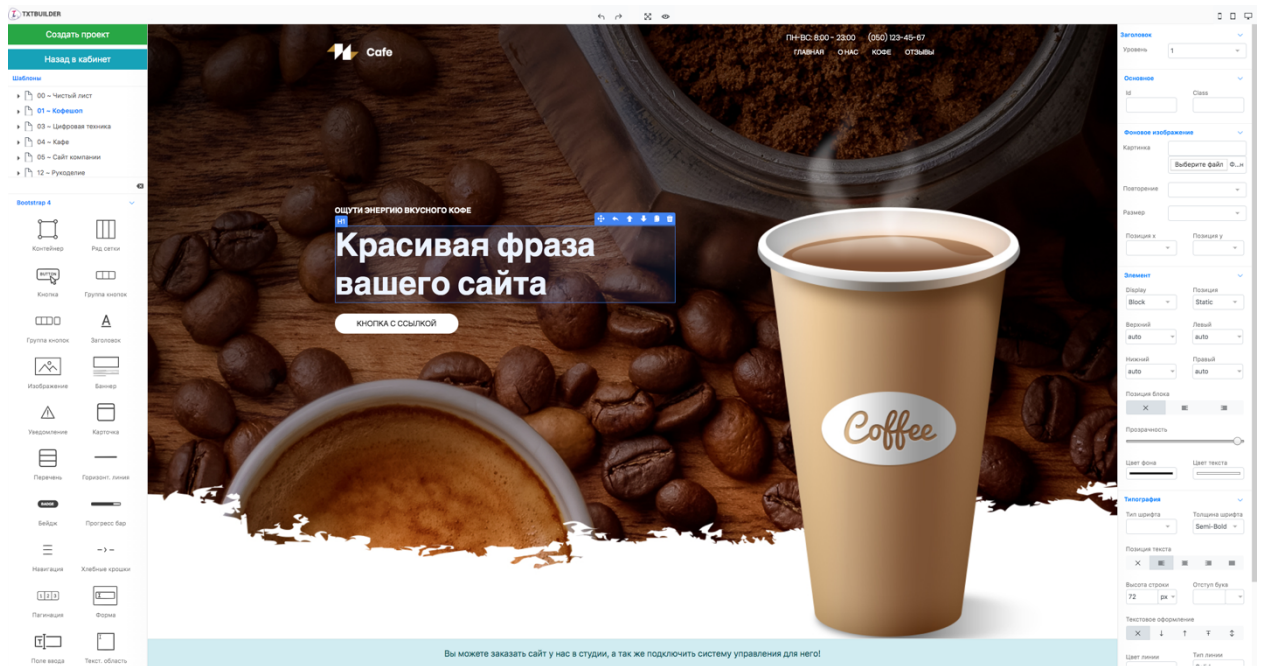 TXTBUILDER
Создать проект
Назад в кабинет
Шаблоны
00 ~ Чистый лист
01 ~ Кофешоп
03 ~ Цифровая техника
04 ~ Кафе
05 ~ Сайт компании
12 ~ Рукоделие
Bootstrap 4
Контейнер
Ряд сетки
BUTTON
Кнопка
Группа кнопок
Группа кнопок
Заголовок
Изображение
Баннер
Уведомление
Карточка
Перечень
Горизонт. линия
BADGE
Бейдж
Прогресс бар
Навигация
Хлебные крошки
1 2 3
Пагинация
Форма
Поле ввода
Текст. область
Cafe
ПН-ВС: 8:00 - 23:00 (050) 123-45-67
ГЛАВНАЯ О НАС КОФЕ ОТЗЫВЫ
ОЩУТИ ЭНЕРГИЮ ВКУСНОГО КОФЕ
H1
Красивая фраза
вашего сайта
КНОПКА С ССЫЛКОЙ
Coffee
Вы можете заказать сайт у нас в студии, а так же подключить систему управления для него!
Заголовок
Уровень 1
Основное
Id Class
Фоновое изображение
Картинка
Выберите файл Ф...н
Повторение
Размер
Позиция x Позиция y
Элемент
Display Позиция
Block Static
Верхний Левый
auto auto
Нижний Правый
auto auto
Позиция блока
Прозрачность
Цвет фона Цвет текста
Типография
Тип шрифта Толщина шрифта
Semi-Bold
Позиция текста
Высота строки Отступ букв
72 px
Текстовое оформление
Цвет линии Тип линии